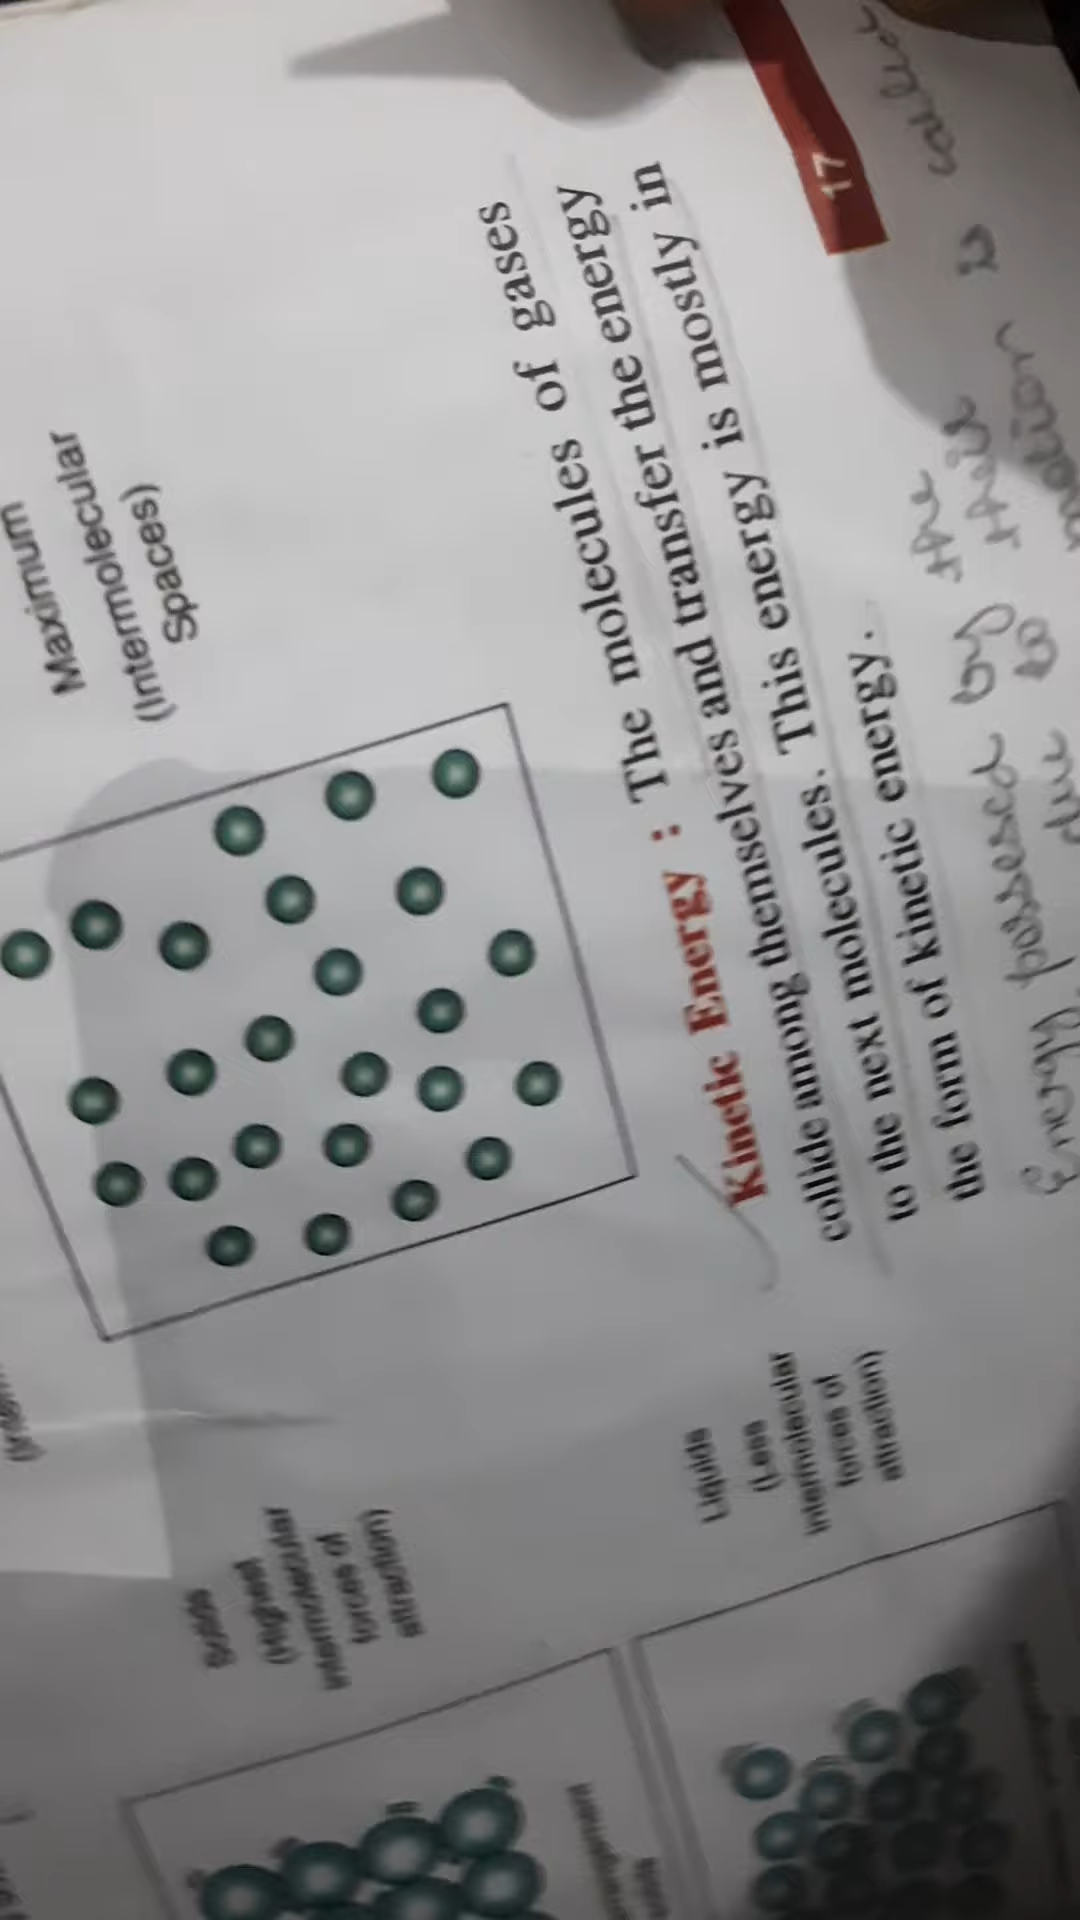 Maximum
(Intermolecular
Spaces)
Solids
(Highest
intermolecular
forces of
attraction)
Liquids
(Less
intermolecular
forces of
attraction)
Kinetic Energy : The molecules of gases
collide among themselves and transfer the energy
to the next molecules. This energy is mostly in
the form of kinetic energy.
17
Energy possesed by the
due to their
motion is called